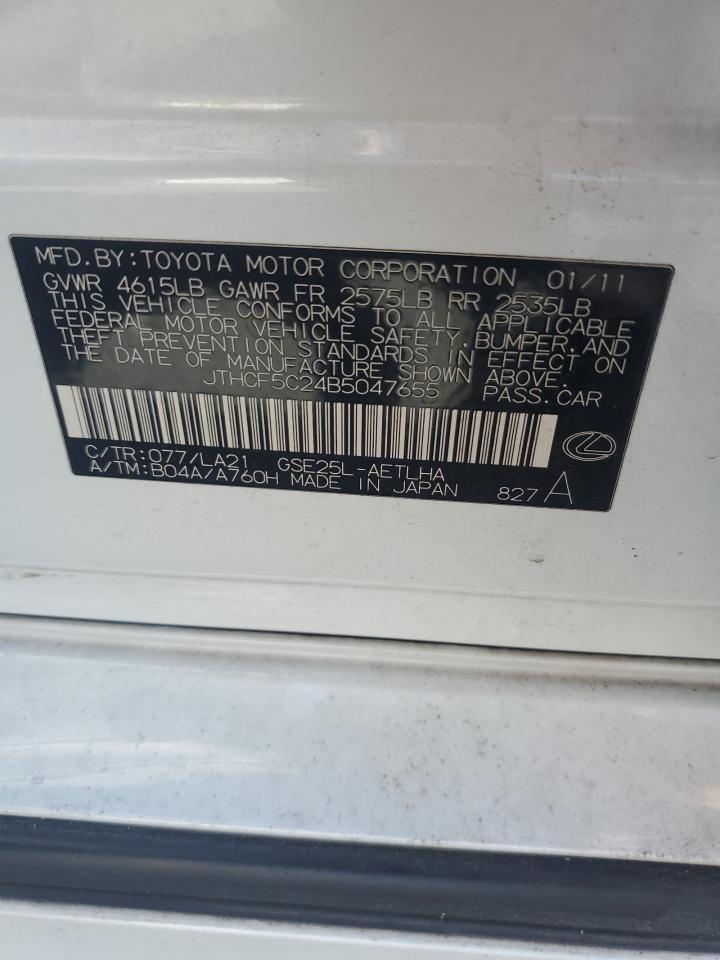 MFD.BY:TOYOTA MOTOR CORPORATION 01/11
GVWR 4615LB GAWR FR 2575LB RR 2535LB
THIS VEHICLE CONFORMS TO ALL APPLICABLE
FEDERAL MOTOR VEHICLE SAFETY,BUMPER,AND
THEFT PREVENTION STANDARDS IN EFFECT ON
THE DATE OF MANUFACTURE SHOWN ABOVE.
JTHCF5C24B5047655 PASS.CAR
C/TR:077/LA21 GSE25L-AETLHA
A/TM:B04A/A760H MADE IN JAPAN 827 A